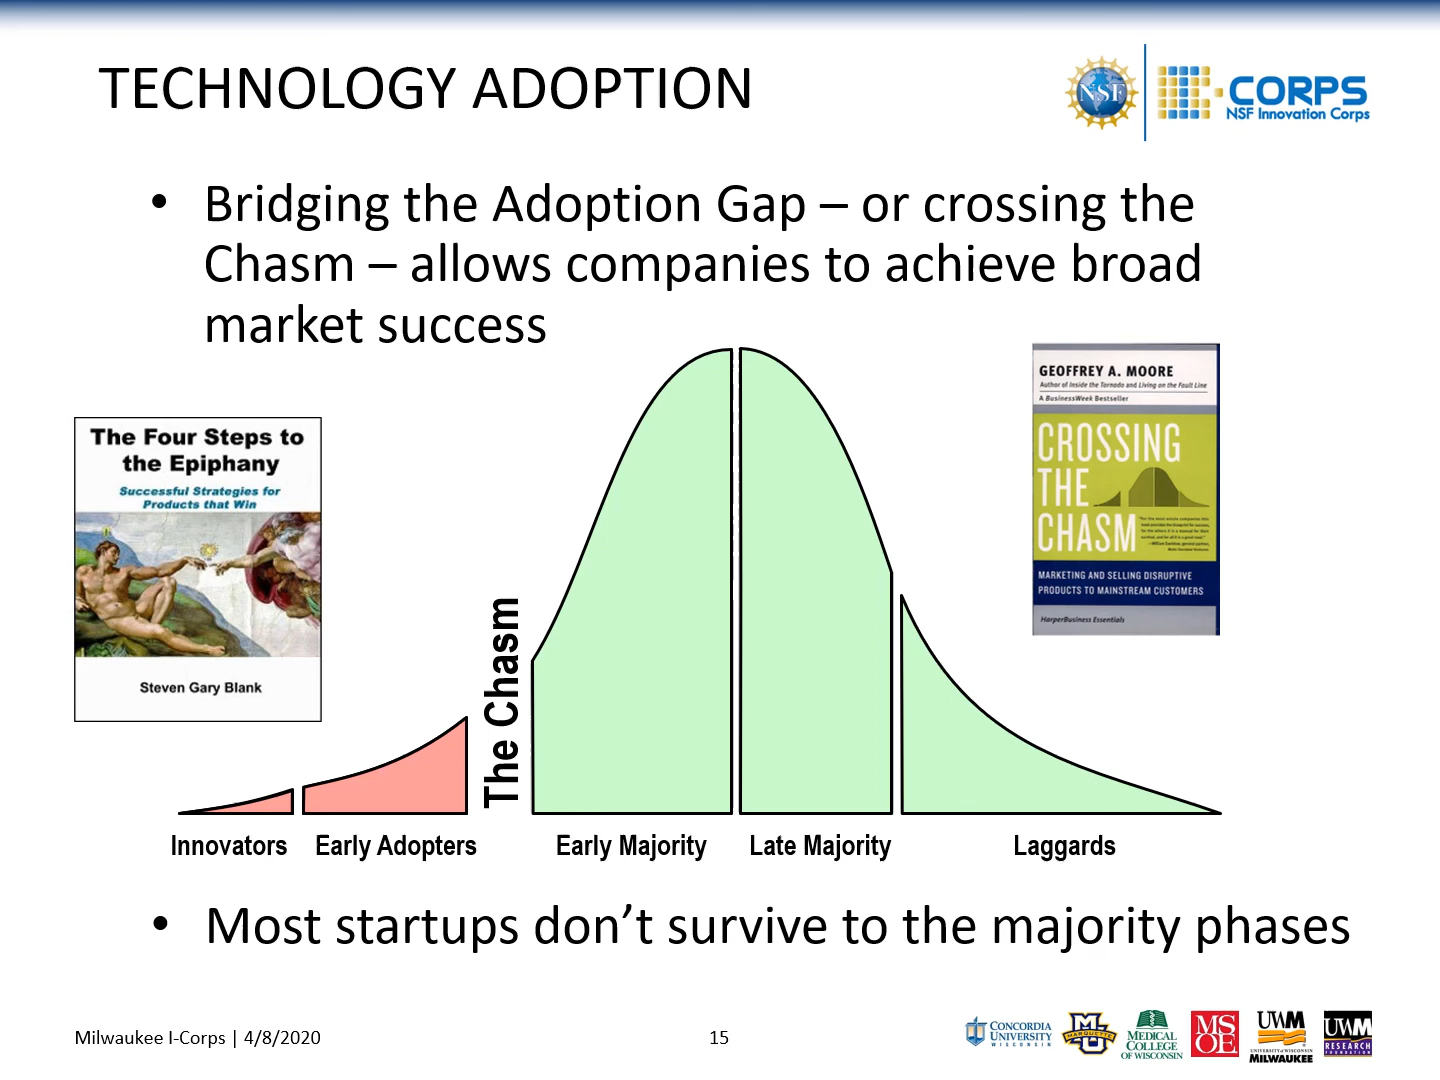 TECHNOLOGY ADOPTION
NSF
CORPS
NSF Innovation Corps
• Bridging the Adoption Gap – or crossing the
Chasm – allows companies to achieve broad
market success
The Four Steps to
the Epiphany
Successful Strategies for
Products that Win
Steven Gary Blank
GEOFFREY A. MOORE
Author of Inside the Tornado and Living on the Fault Line
A BusinessWeek Bestseller
CROSSING
THE
CHASM
MARKETING AND SELLING DISRUPTIVE
PRODUCTS TO MAINSTREAM CUSTOMERS
HarperBusiness Essentials
The Chasm
Innovators
Early Adopters
Early Majority
Late Majority
Laggards
• Most startups don’t survive to the majority phases
Milwaukee I-Corps | 4/8/2020
15
CONCORDIA
UNIVERSITY
WISCONSIN
MU
MARQUETTE
MEDICAL
COLLEGE
OF WISCONSIN
MS
OE
UWM
UNIVERSITY of WISCONSIN
MILWAUKEE
UWM
RESEARCH
FOUNDATION